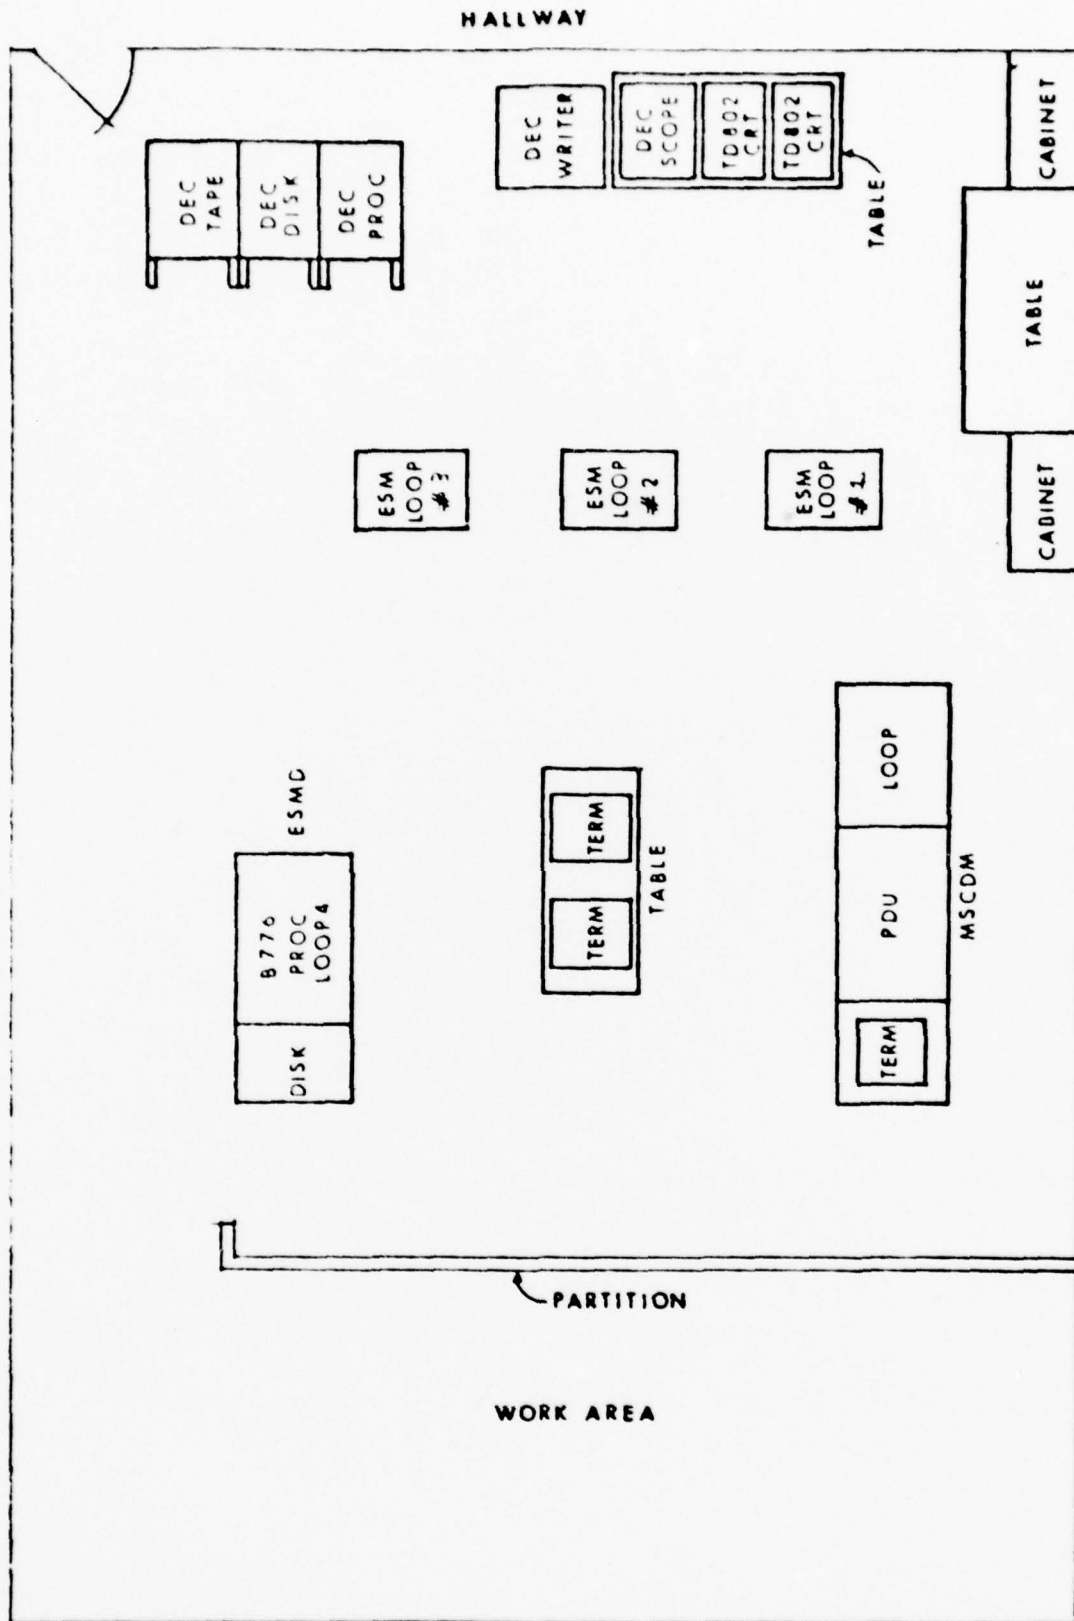 HALLWAY
DEC
TAPE
DEC
DISK
DEC
PROC
DEC
WRITER
DEC
SCOPE
TD802
CRT
TD802
CRT
TABLE
CABINET
TABLE
CABINET
ESM
LOOP
#3
ESM
LOOP
#2
ESM
LOOP
#1
ESMD
B776
PROC
LOOP4
DISK
TERM
TERM
TABLE
LOOP
PDU
TERM
MSCDM
PARTITION
WORK AREA